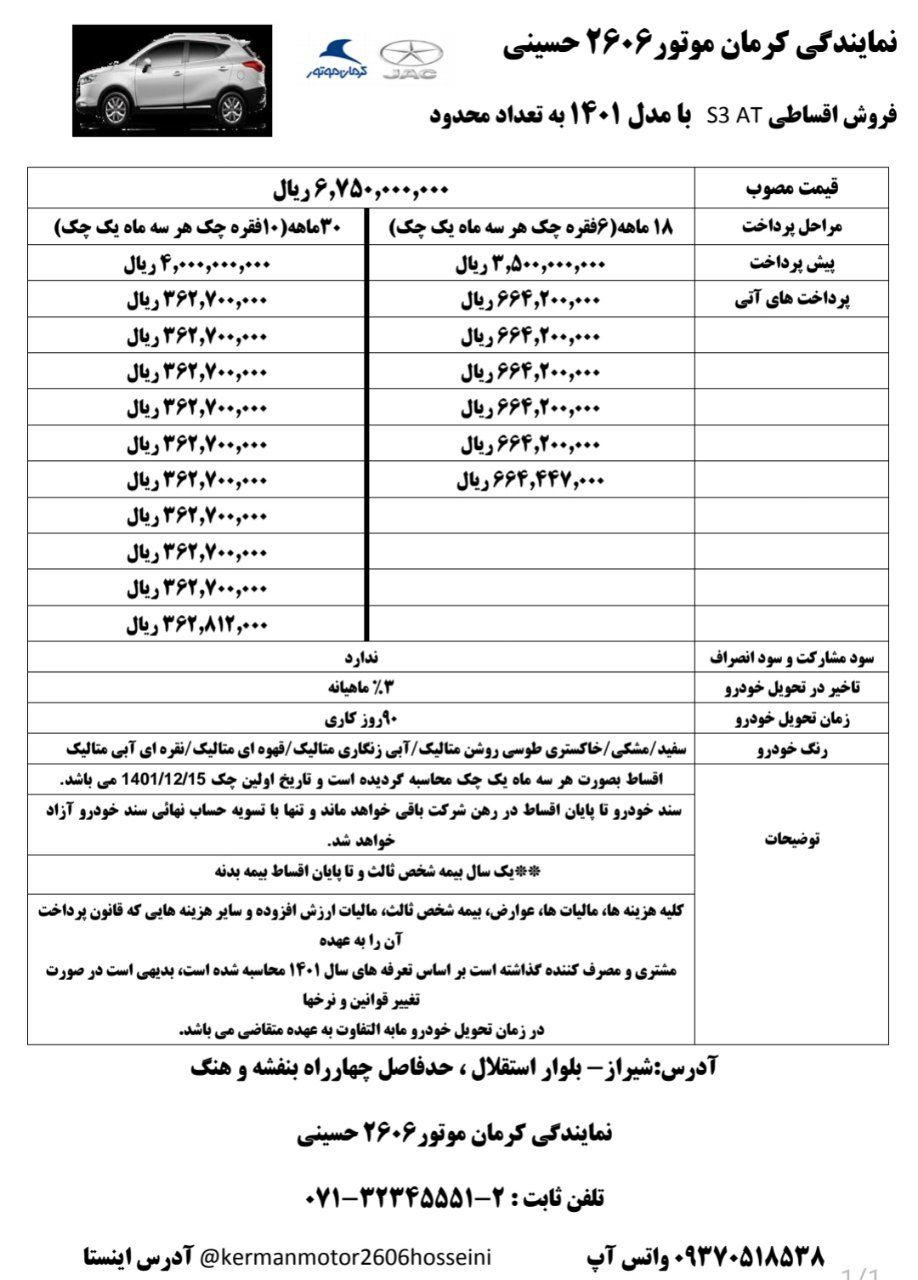 نمایندگی کرمان موتور ۲۶۰۶ حسینی
کرمان موتور
JAC
فروش اقساطی S3 AT با مدل ۱۴۰۱ به تعداد محدود
قیمت مصوب ۶,۷۵۰,۰۰۰,۰۰۰ ریال
مراحل پرداخت ۱۸ ماهه(۶فقره چک هر سه ماه یک چک) ۳۰ماهه(۱۰فقره چک هر سه ماه یک چک)
پیش پرداخت ۳,۵۰۰,۰۰۰,۰۰۰ ریال ۴,۰۰۰,۰۰۰,۰۰۰ ریال
پرداخت های آتی ۶۶۴,۲۰۰,۰۰۰ ریال ۳۶۲,۷۰۰,۰۰۰ ریال
۶۶۴,۲۰۰,۰۰۰ ریال ۳۶۲,۷۰۰,۰۰۰ ریال
۶۶۴,۲۰۰,۰۰۰ ریال ۳۶۲,۷۰۰,۰۰۰ ریال
۶۶۴,۲۰۰,۰۰۰ ریال ۳۶۲,۷۰۰,۰۰۰ ریال
۶۶۴,۲۰۰,۰۰۰ ریال ۳۶۲,۷۰۰,۰۰۰ ریال
۶۶۴,۴۴۷,۰۰۰ ریال ۳۶۲,۷۰۰,۰۰۰ ریال
۳۶۲,۷۰۰,۰۰۰ ریال
۳۶۲,۷۰۰,۰۰۰ ریال
۳۶۲,۷۰۰,۰۰۰ ریال
۳۶۲,۸۱۲,۰۰۰ ریال
سود مشارکت و سود انصراف ندارد
تاخیر در تحویل خودرو ۳٪ ماهیانه
زمان تحویل خودرو ۹۰روز کاری
رنگ خودرو سفید/مشکی/خاکستری طوسی روشن متالیک/آبی زنگاری متالیک/قهوه ای متالیک/نقره ای آبی متالیک
توضیحات
اقساط بصورت هر سه ماه یک چک محاسبه گردیده است و تاریخ اولین چک 1401/12/15 می باشد.
سند خودرو تا پایان اقساط در رهن شرکت باقی خواهد ماند و تنها با تسویه حساب نهائی سند خودرو آزاد
خواهد شد.
**یک سال بیمه شخص ثالث و تا پایان اقساط بیمه بدنه
کلیه هزینه ها، مالیات ها، عوارض، بیمه شخص ثالث، مالیات ارزش افزوده و سایر هزینه هایی که قانون پرداخت
آن را به عهده
مشتری و مصرف کننده گذاشته است بر اساس تعرفه های سال ۱۴۰۱ محاسبه شده است، بدیهی است در صورت
تغییر قوانین و نرخها
در زمان تحویل خودرو مابه التفاوت به عهده متقاضی می باشد.
آدرس:شیراز– بلوار استقلال ، حدفاصل چهارراه بنفشه و هنگ
نمایندگی کرمان موتور ۲۶۰۶ حسینی
تلفن ثابت : ۲-۳۲۳۴۵۵۵۱-۰۷۱
۰۹۳۷۰۵۱۸۵۳۸ واتس آپ @kermanmotor2606hosseini آدرس اینستا
1/1